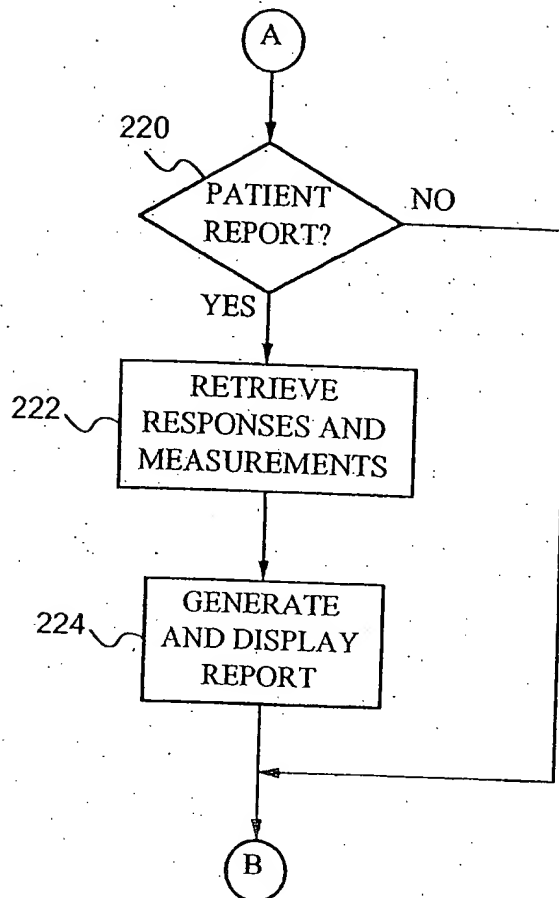 A
220
PATIENT
REPORT?
NO
YES
222
RETRIEVE
RESPONSES AND
MEASUREMENTS
224
GENERATE
AND DISPLAY
REPORT
B